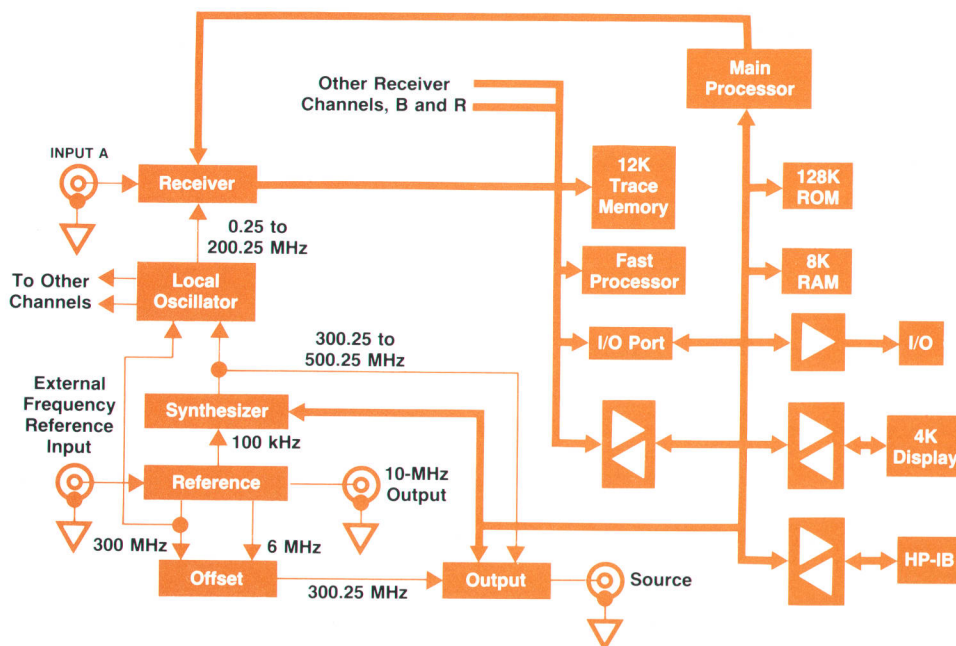 Main
Processor
Other Receiver
Channels, B and R
INPUT A
Receiver
12K
Trace
Memory
128K
ROM
0.25 to
200.25 MHz
To Other
Channels
Local
Oscillator
Fast
Processor
8K
RAM
300.25 to
500.25 MHz
I/O Port
I/O
External
Frequency
Reference
Input
Synthesizer
100 kHz
4K
Display
Reference
10-MHz
Output
300 MHz
6 MHz
Offset
300.25 MHz
Output
Source
HP-IB